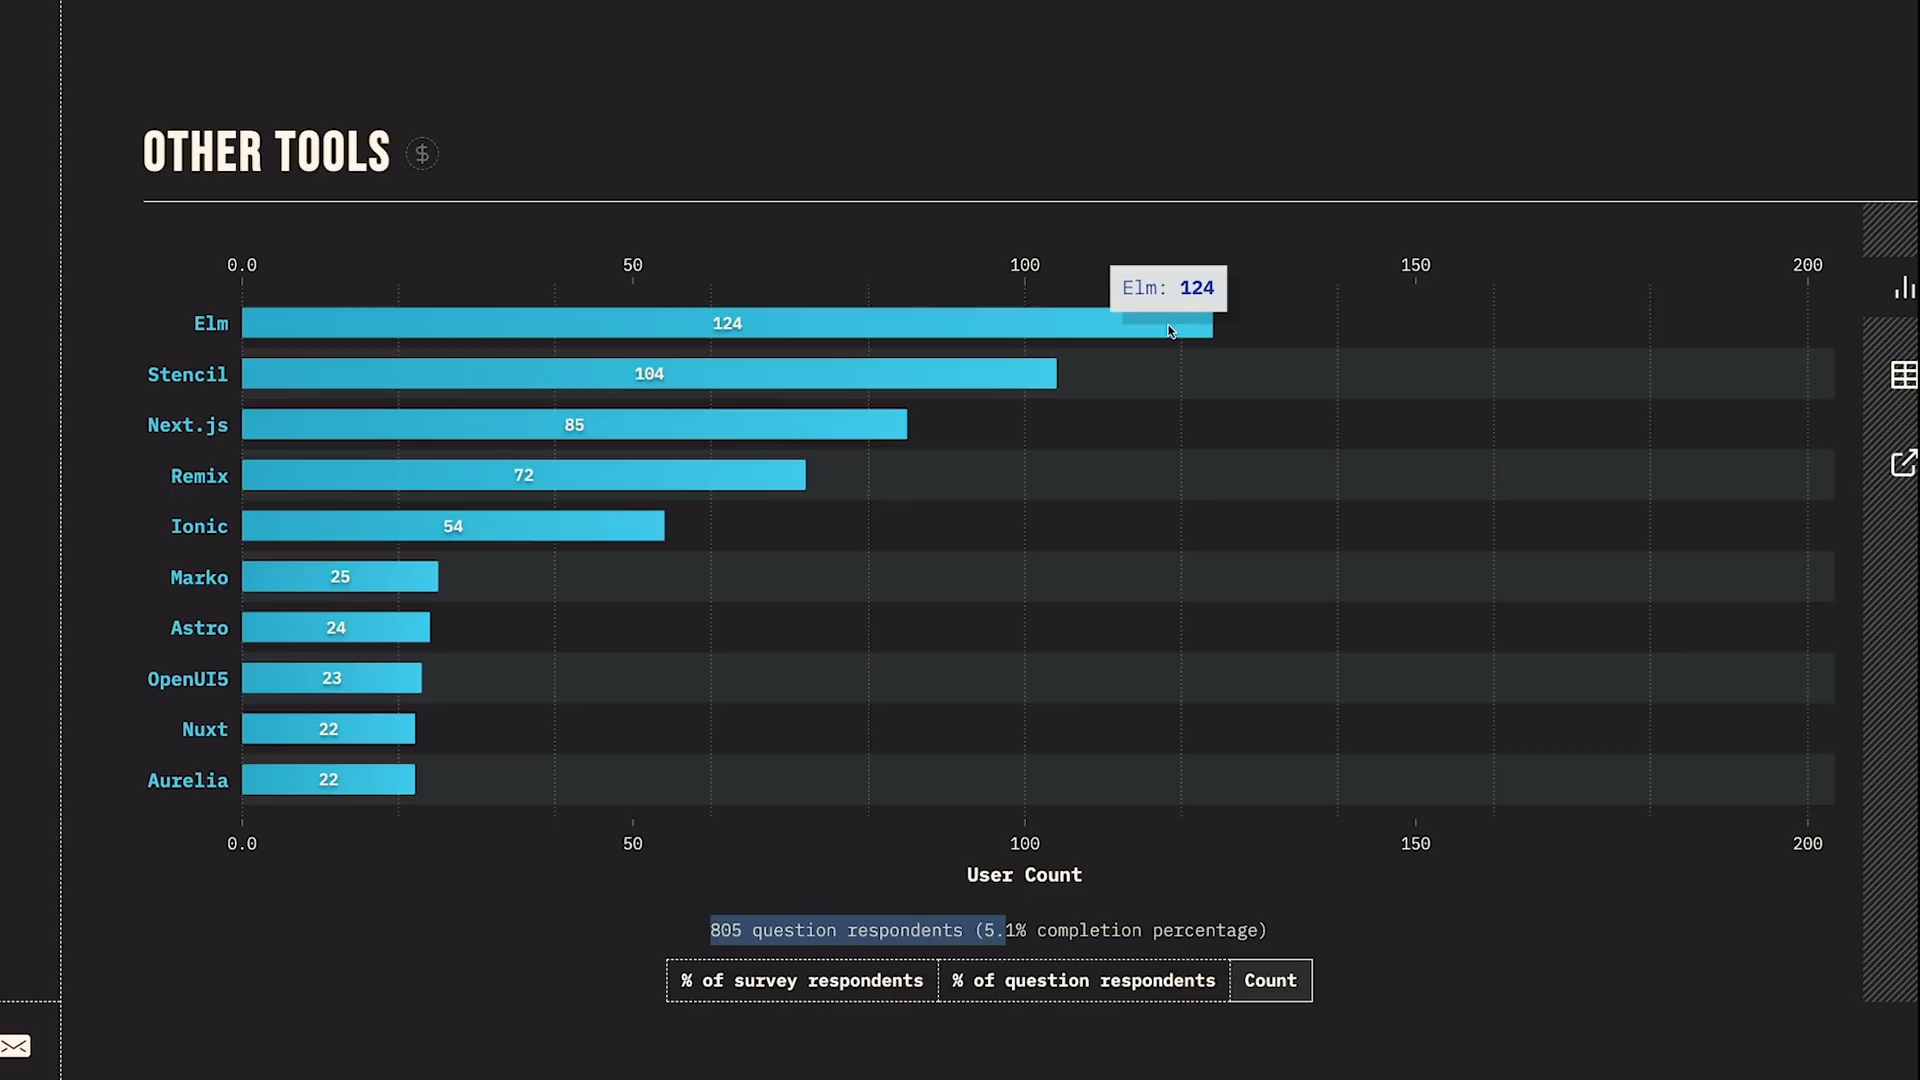 OTHER TOOLS $
0.0 50 100 150 200
Elm: 124
Elm 124
Stencil 104
Next.js 85
Remix 72
Ionic 54
Marko 25
Astro 24
OpenUI5 23
Nuxt 22
Aurelia 22
0.0 50 100 150 200
User Count
805 question respondents (5.1% completion percentage)
% of survey respondents % of question respondents Count